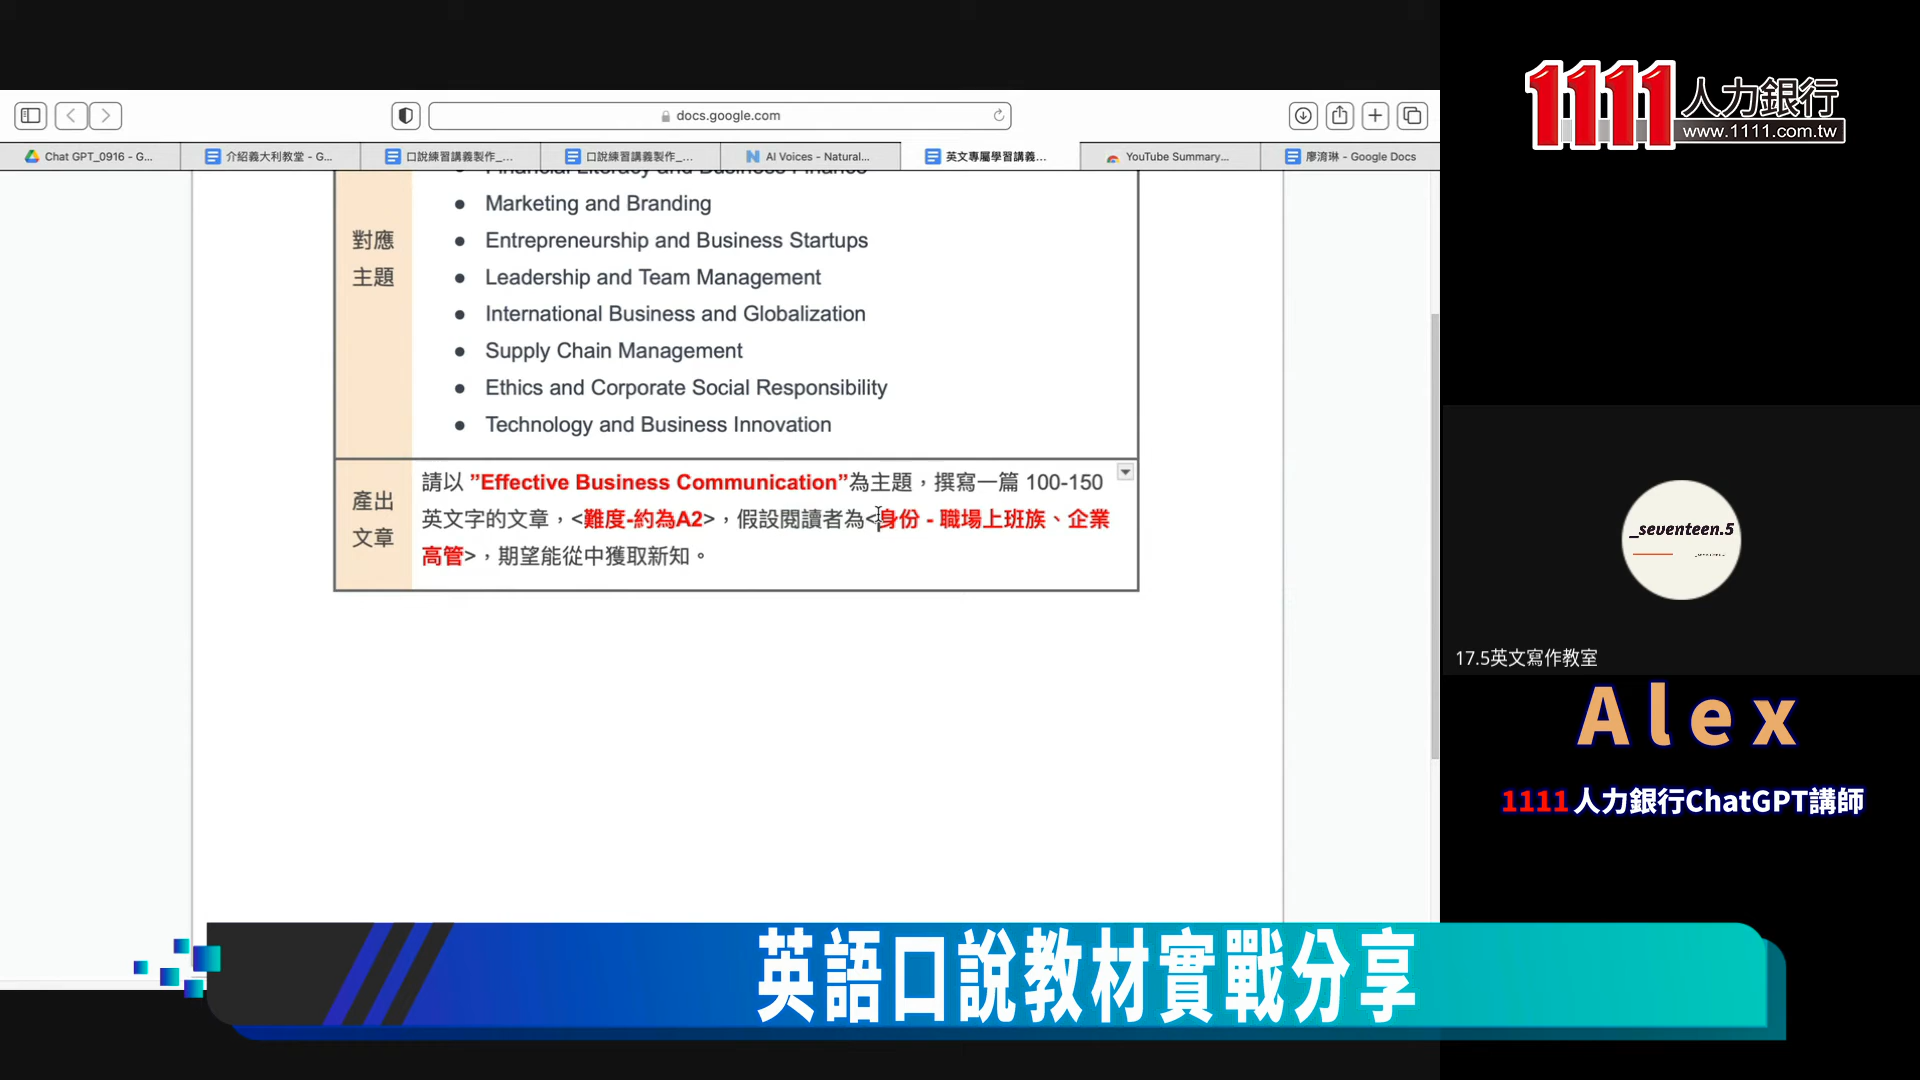 docs.google.com
Chat GPT_0916 - G...
介紹義大利教堂 - G...
口說練習講義製作_...
口說練習講義製作_...
AI Voices - Natural...
英文專屬學習講義...
YouTube Summary...
廖淯琳 - Google Docs
Financial Literacy and Business Finance
Marketing and Branding
Entrepreneurship and Business Startups
Leadership and Team Management
International Business and Globalization
Supply Chain Management
Ethics and Corporate Social Responsibility
Technology and Business Innovation
對應
主題
產出
文章
請以 ”Effective Business Communication”為主題，撰寫一篇 100-150
英文字的文章，<難度-約為A2>，假設閱讀者為<身份 - 職場上班族、企業
高管>，期望能從中獲取新知。
1111人力銀行
www.1111.com.tw
_seventeen.5
17.5英文寫作教室
Alex
1111人力銀行ChatGPT講師
英語口說教材實戰分享